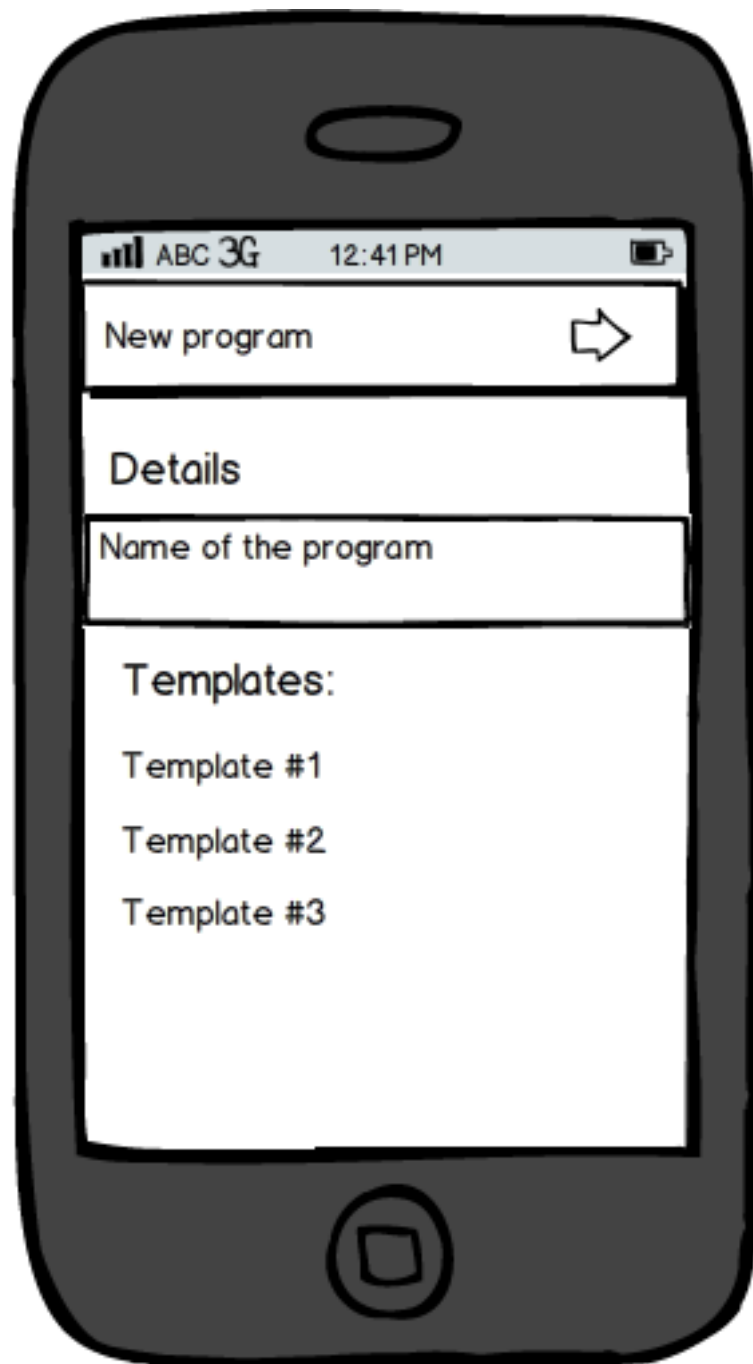 ABC 3G 12:41 PM
New program
Details
Name of the program
Templates:
Template #1
Template #2
Template #3